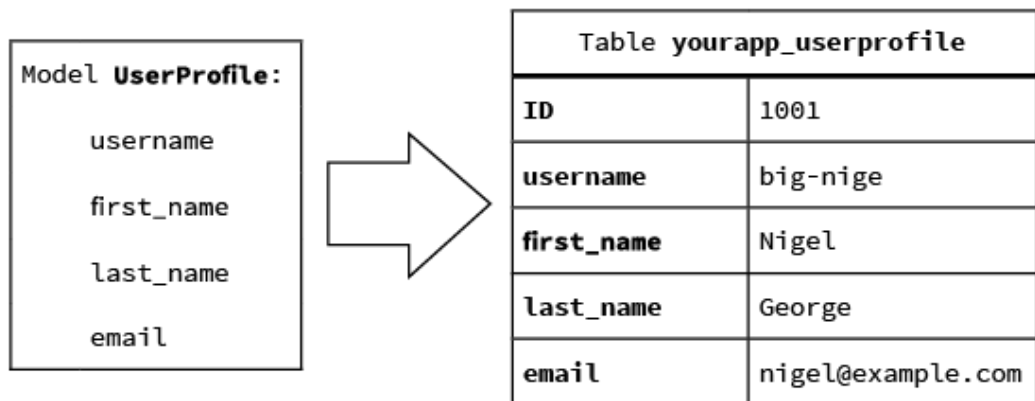 Model UserProfile:
username
first_name
last_name
email
Table yourapp_userprofile
ID 1001
username big-nige
first_name Nigel
last_name George
email nigel@example.com